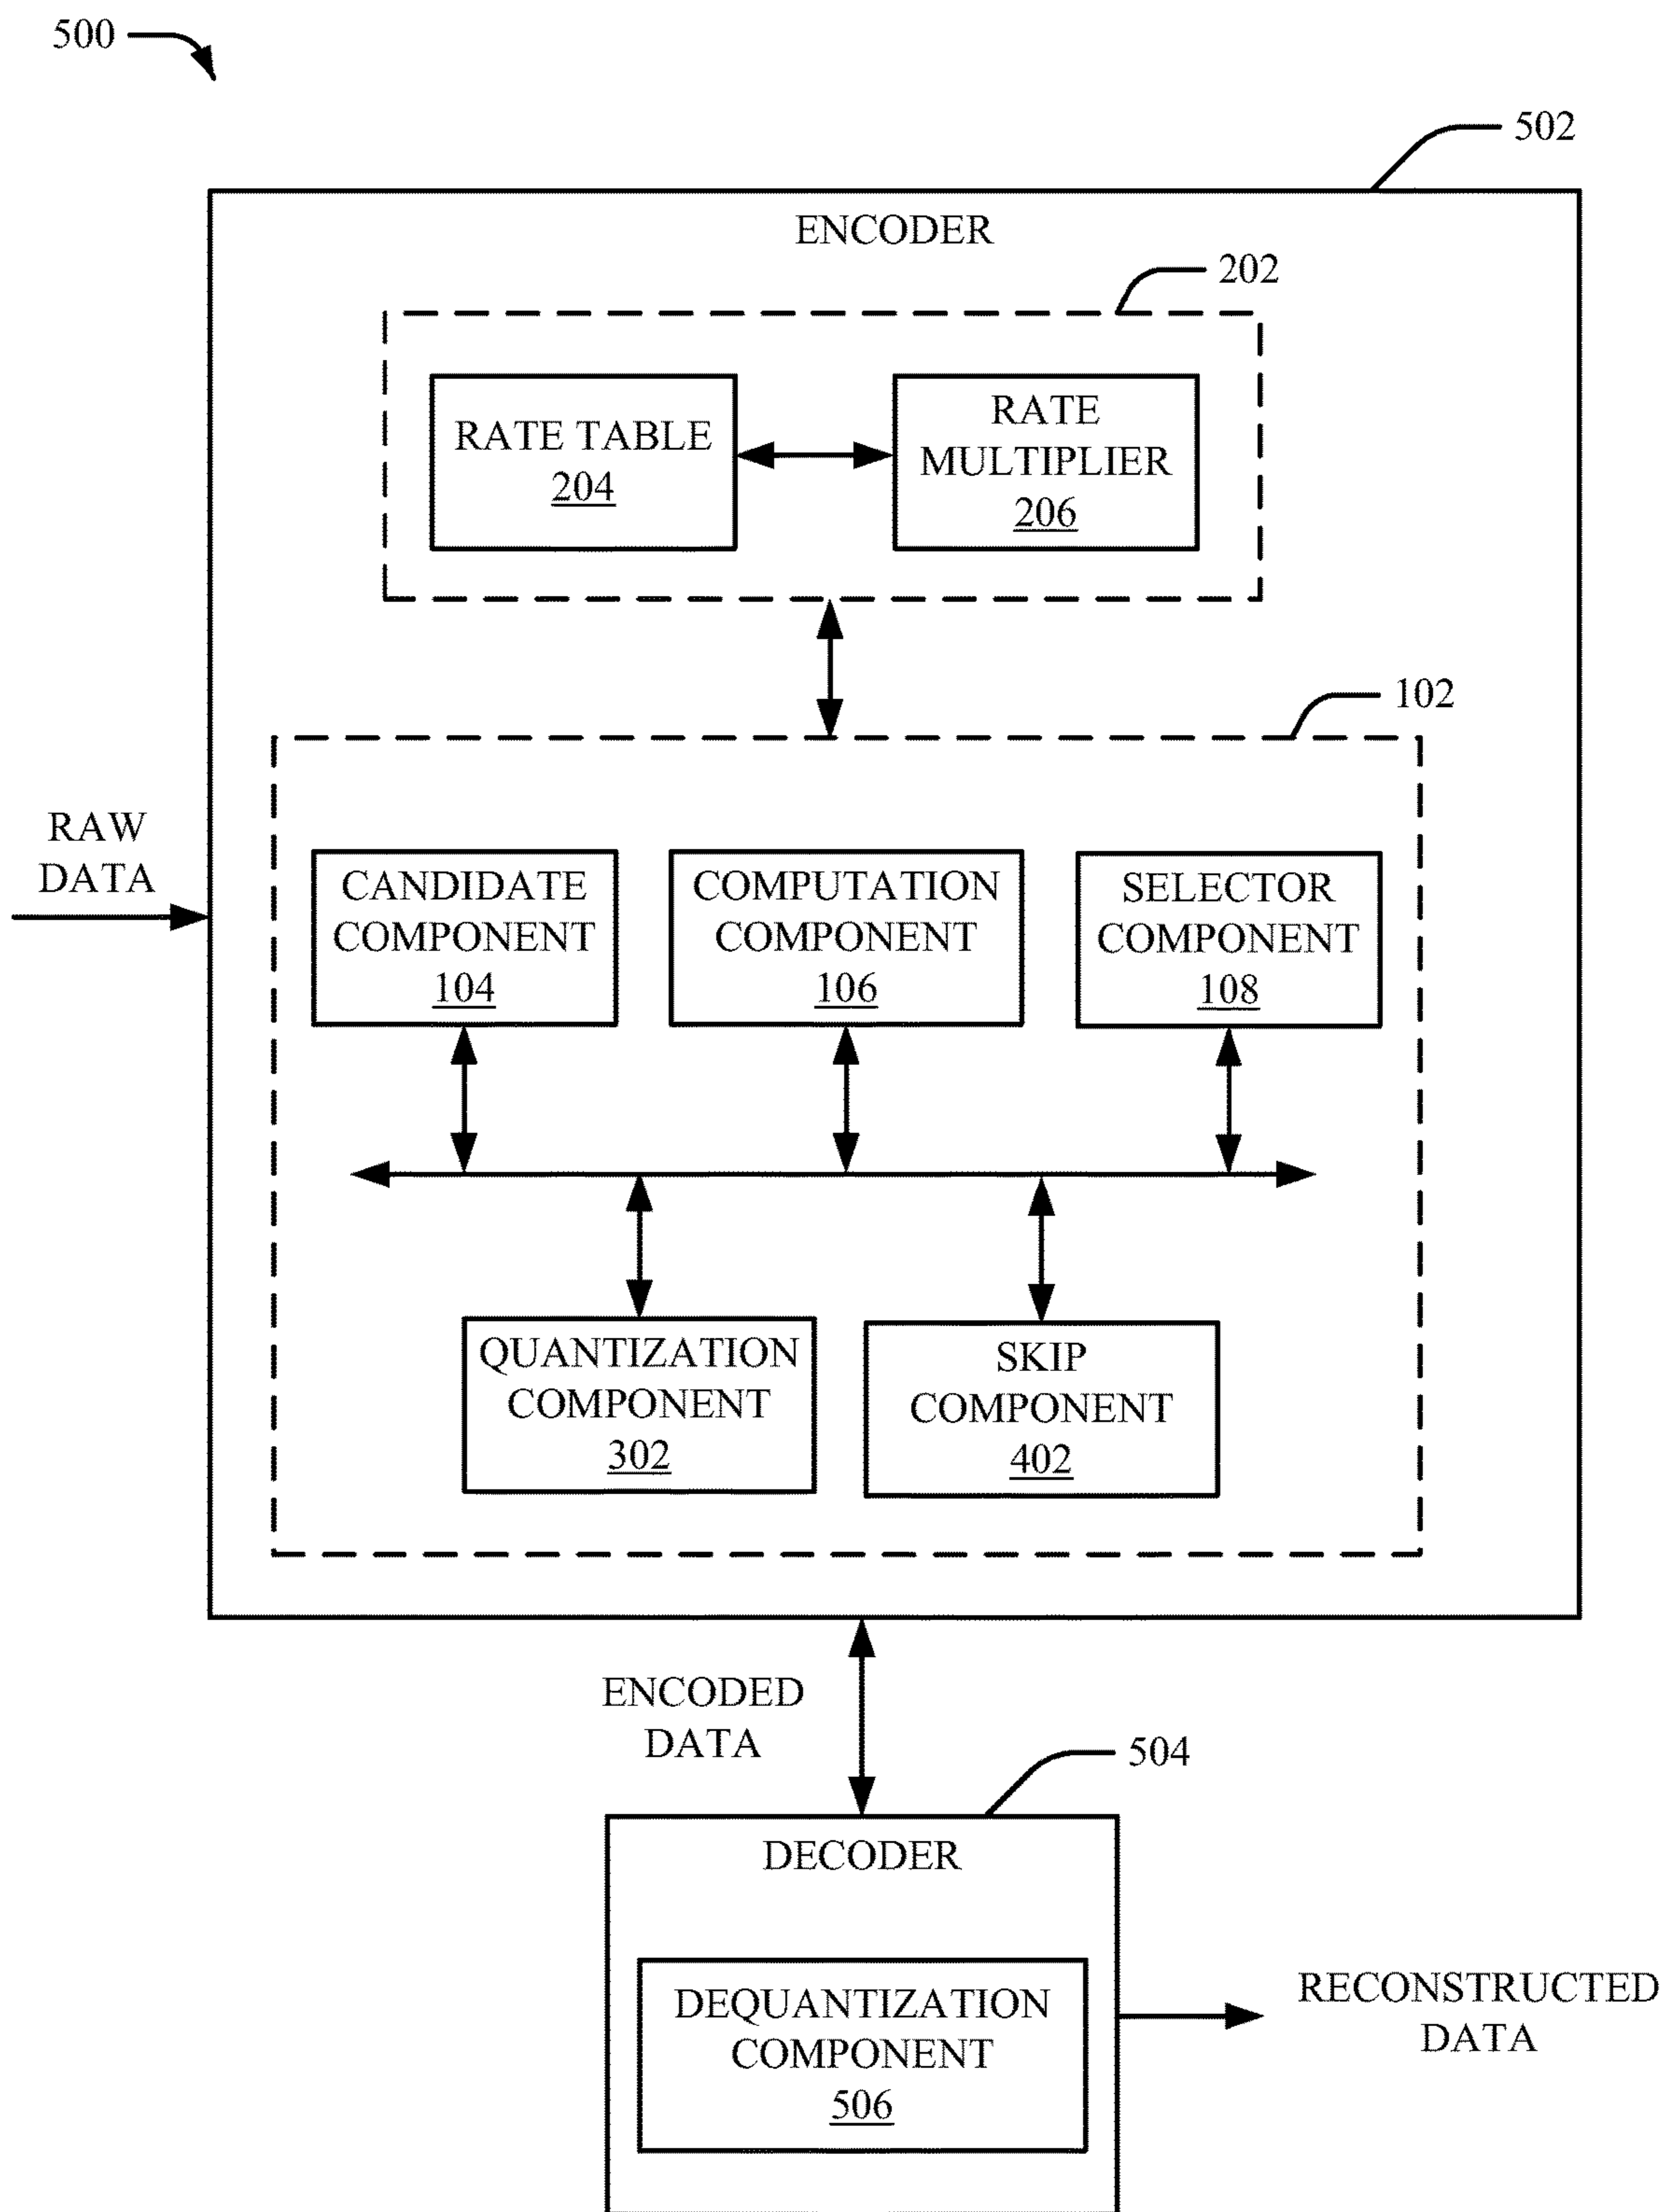 500
502
ENCODER
202
RATE TABLE
204
RATE
MULTIPLIER
206
102
RAW
DATA
CANDIDATE
COMPONENT
104
COMPUTATION
COMPONENT
106
SELECTOR
COMPONENT
108
QUANTIZATION
COMPONENT
302
SKIP
COMPONENT
402
ENCODED
DATA
504
DECODER
DEQUANTIZATION
COMPONENT
506
RECONSTRUCTED
DATA